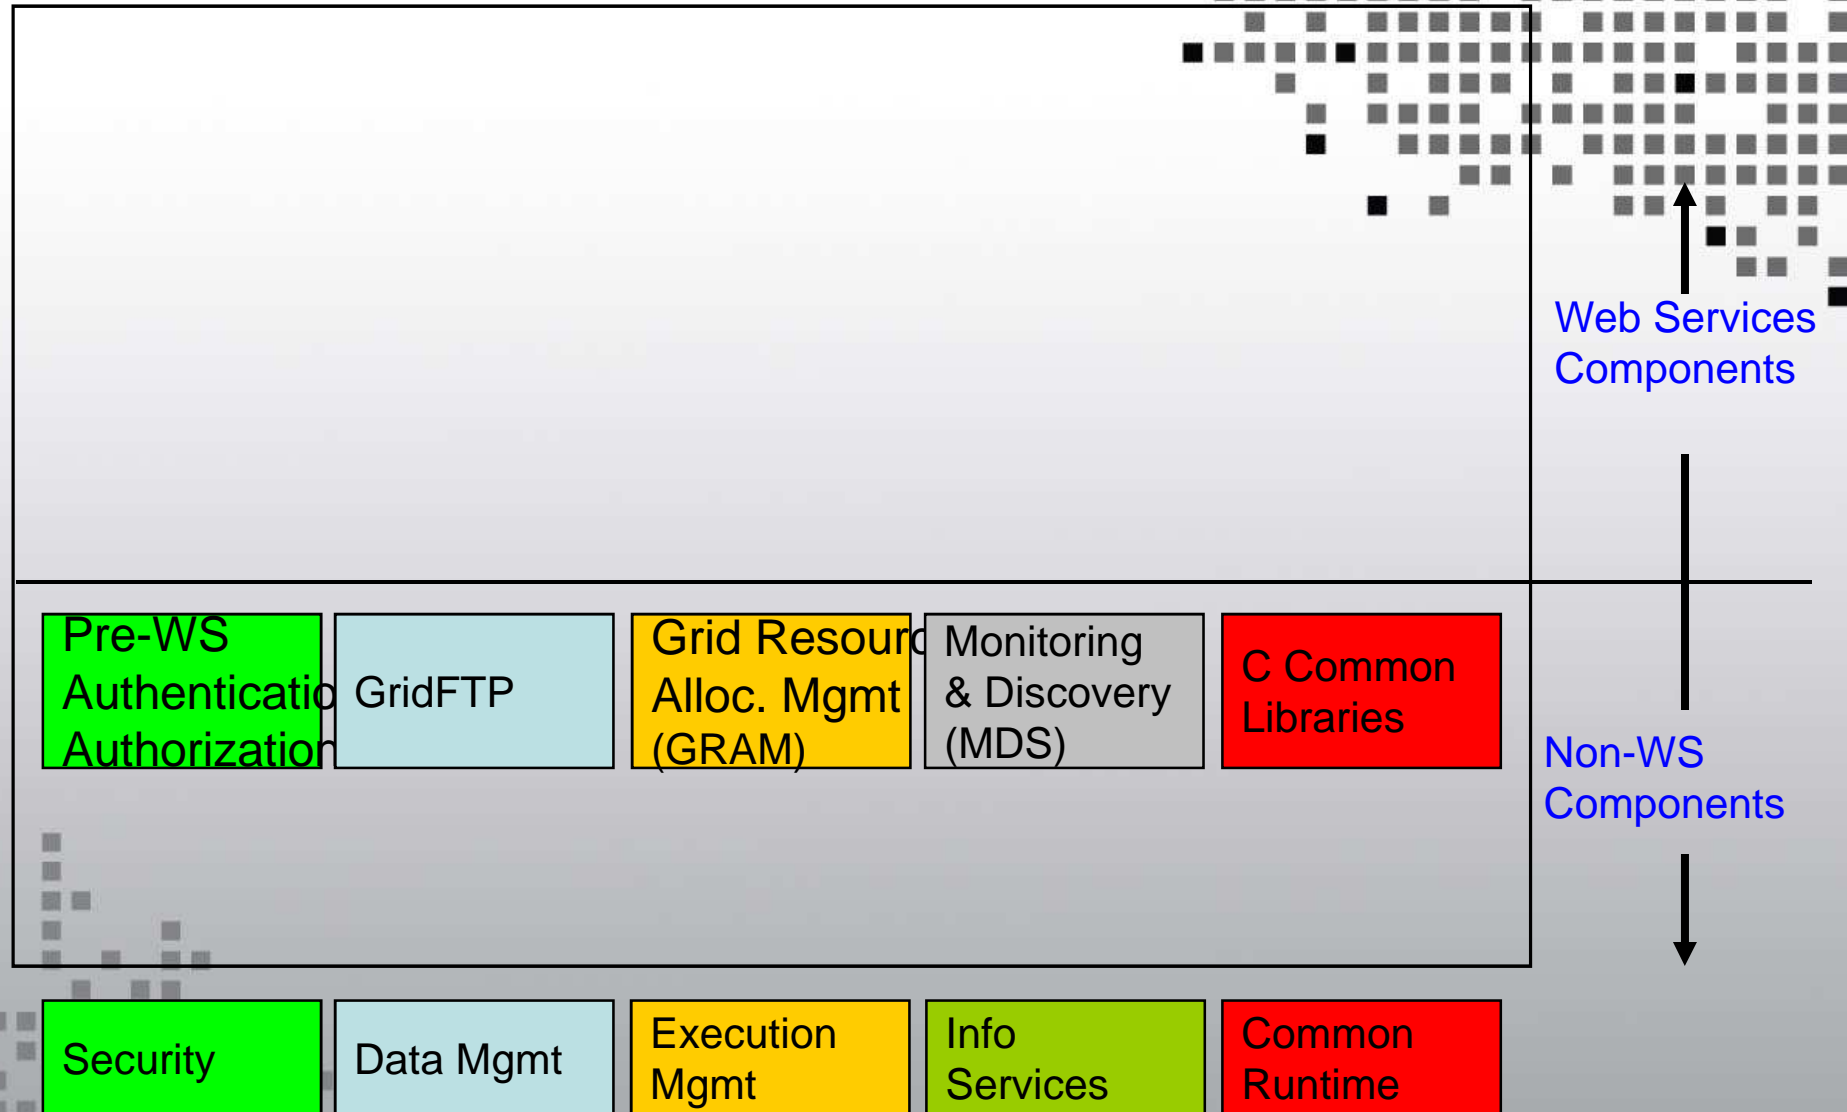 Web Services
Components
Pre-WS
Authenticatio
Authorization
GridFTP
Grid Resourc
Alloc. Mgmt
(GRAM)
Monitoring
& Discovery
(MDS)
C Common
Libraries
Non-WS
Components
Security
Data Mgmt
Execution
Mgmt
Info
Services
Common
Runtime